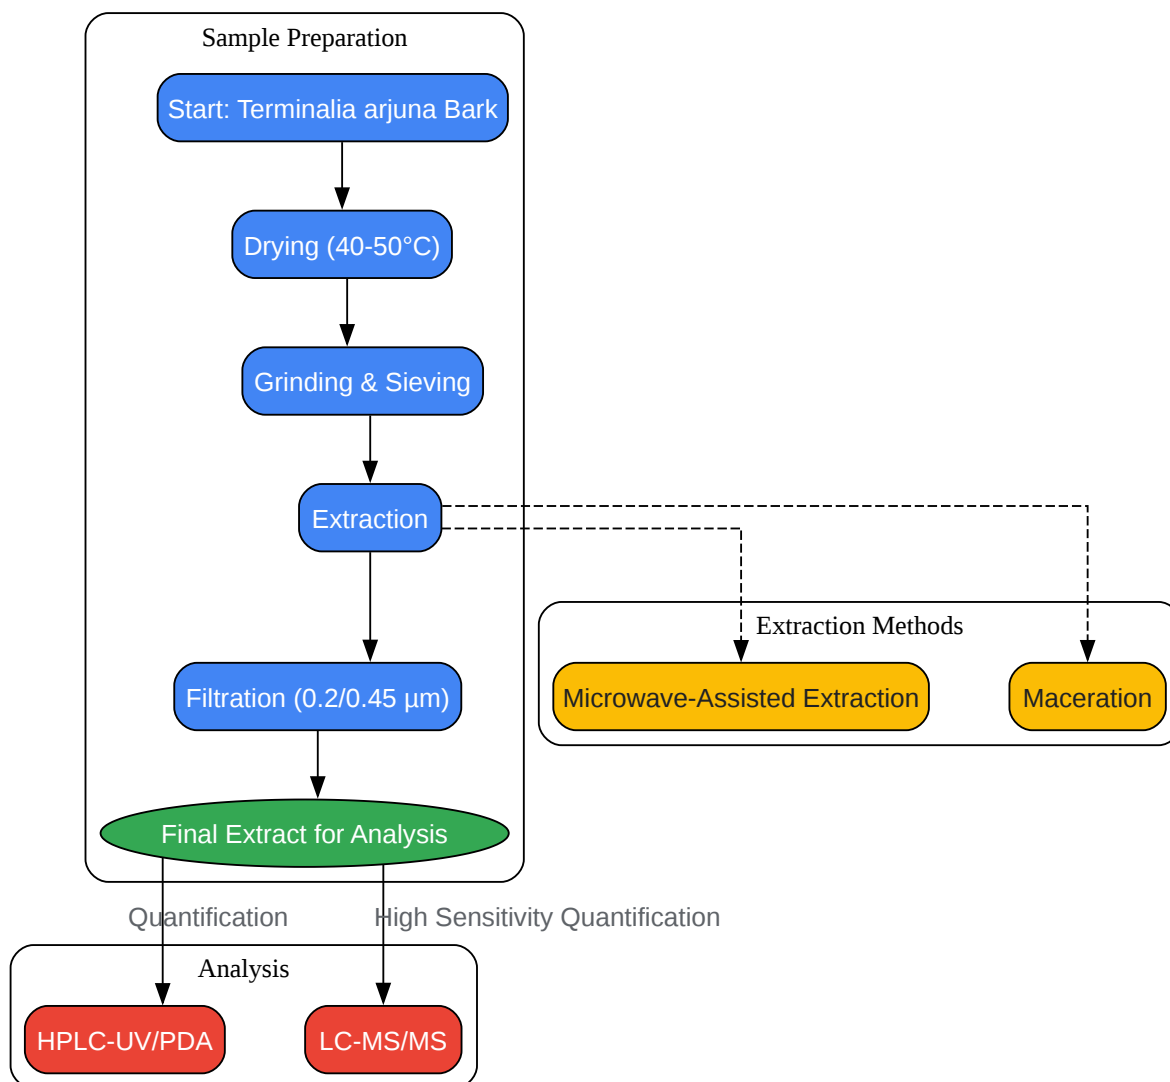 Sample Preparation
Start: Terminalia arjuna Bark
Drying (40-50°C)
Grinding & Sieving
Extraction
Extraction Methods
Filtration (0.2/0.45 µm)
Microwave-Assisted Extraction
Maceration
Final Extract for Analysis
Quantification
High Sensitivity Quantification
Analysis
HPLC-UV/PDA
LC-MS/MS